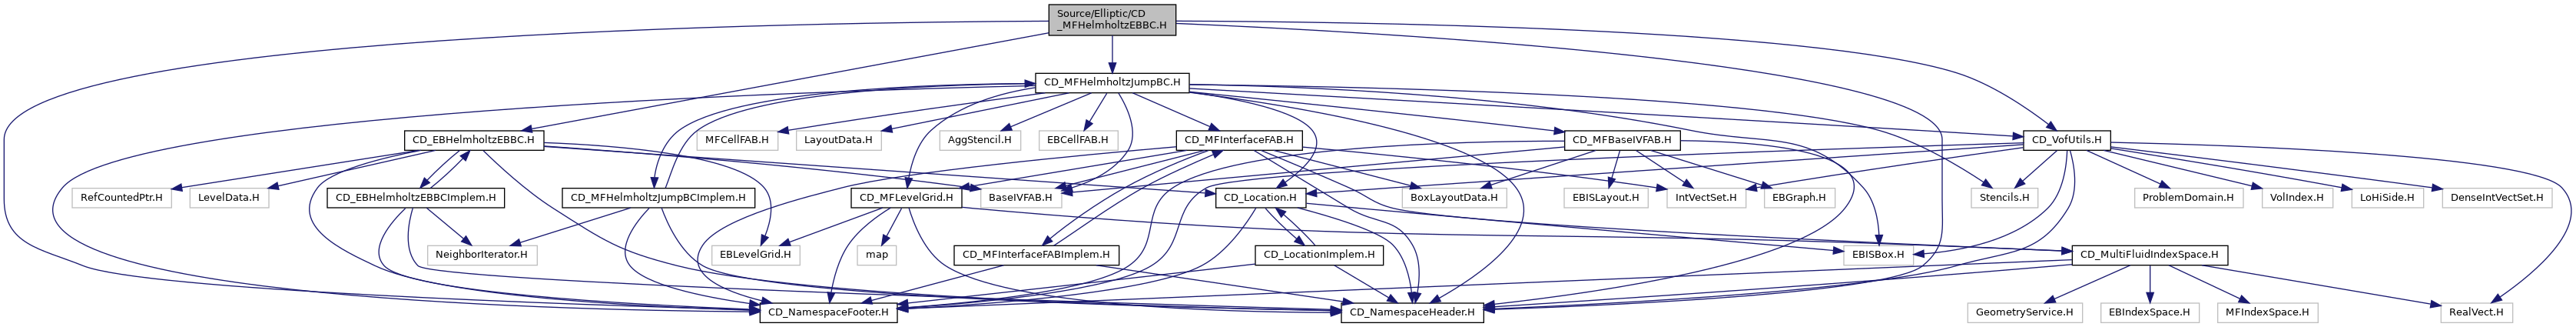 Source/Elliptic/CD
_MFHelmholtzEBBC.H
CD_MFHelmholtzJumpBC.H
CD_EBHelmholtzEBBC.H
MFCellFAB.H
LayoutData.H
AggStencil.H
EBCellFAB.H
CD_MFInterfaceFAB.H
CD_MFBaseIVFAB.H
CD_VofUtils.H
RefCountedPtr.H
LevelData.H
CD_EBHelmholtzEBBCImplem.H
CD_MFHelmholtzJumpBCImplem.H
CD_MFLevelGrid.H
BaseIVFAB.H
CD_Location.H
BoxLayoutData.H
EBISLayout.H
IntVectSet.H
EBGraph.H
Stencils.H
ProblemDomain.H
VolIndex.H
LoHiSide.H
DenseIntVectSet.H
NeighborIterator.H
EBLevelGrid.H
map
CD_MFInterfaceFABImplem.H
CD_LocationImplem.H
EBISBox.H
CD_MultiFluidIndexSpace.H
CD_NamespaceFooter.H
CD_NamespaceHeader.H
GeometryService.H
EBIndexSpace.H
MFIndexSpace.H
RealVect.H